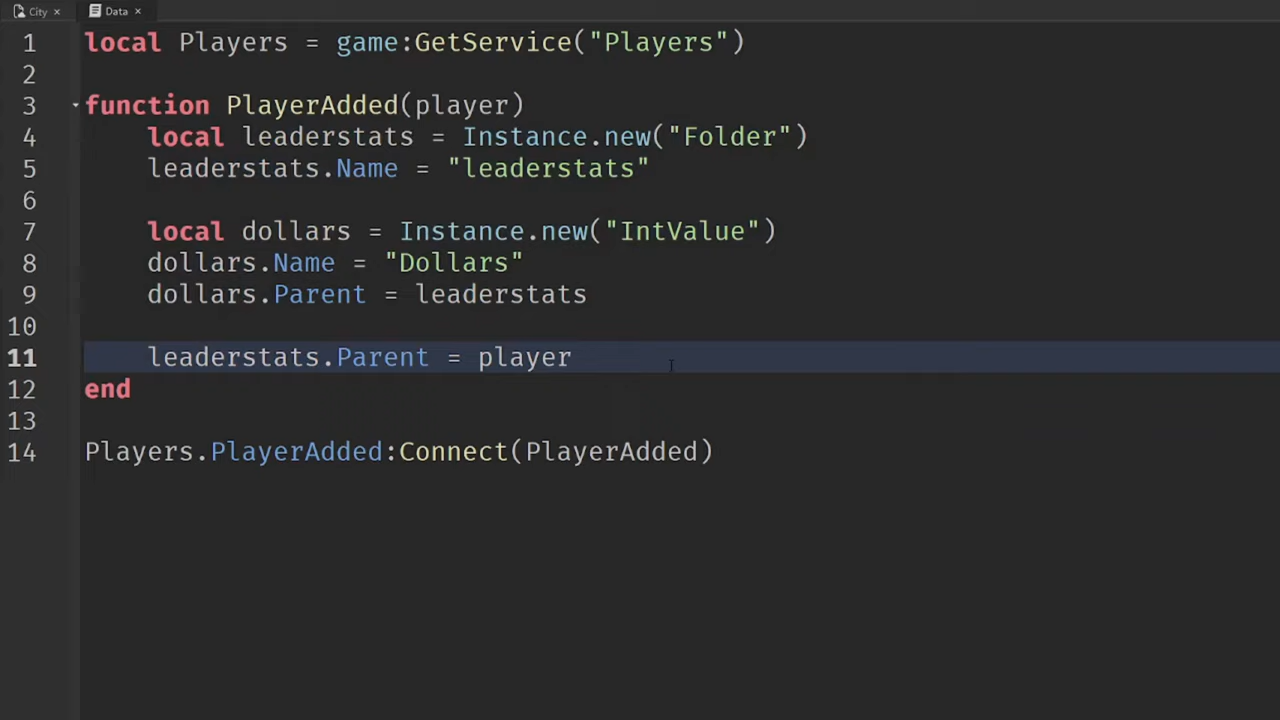 City × Data ×
1 local Players = game:GetService("Players")
2
3 function PlayerAdded(player)
4 local leaderstats = Instance.new("Folder")
5 leaderstats.Name = "leaderstats"
6
7 local dollars = Instance.new("IntValue")
8 dollars.Name = "Dollars"
9 dollars.Parent = leaderstats
10
11 leaderstats.Parent = player
12 end
13
14 Players.PlayerAdded:Connect(PlayerAdded)